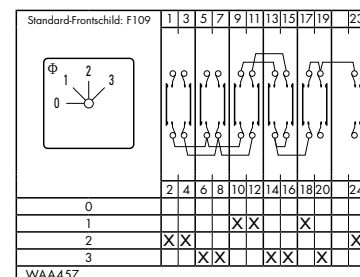 Standard-Frontschild: F109
1 3 5 7 9 11 13 15 17 19 23
Φ
1 2 3
0
2 4 6 8 10 12 14 16 18 20 24
0
1 X X X
2 X X X
3 X X X X X
WAA457